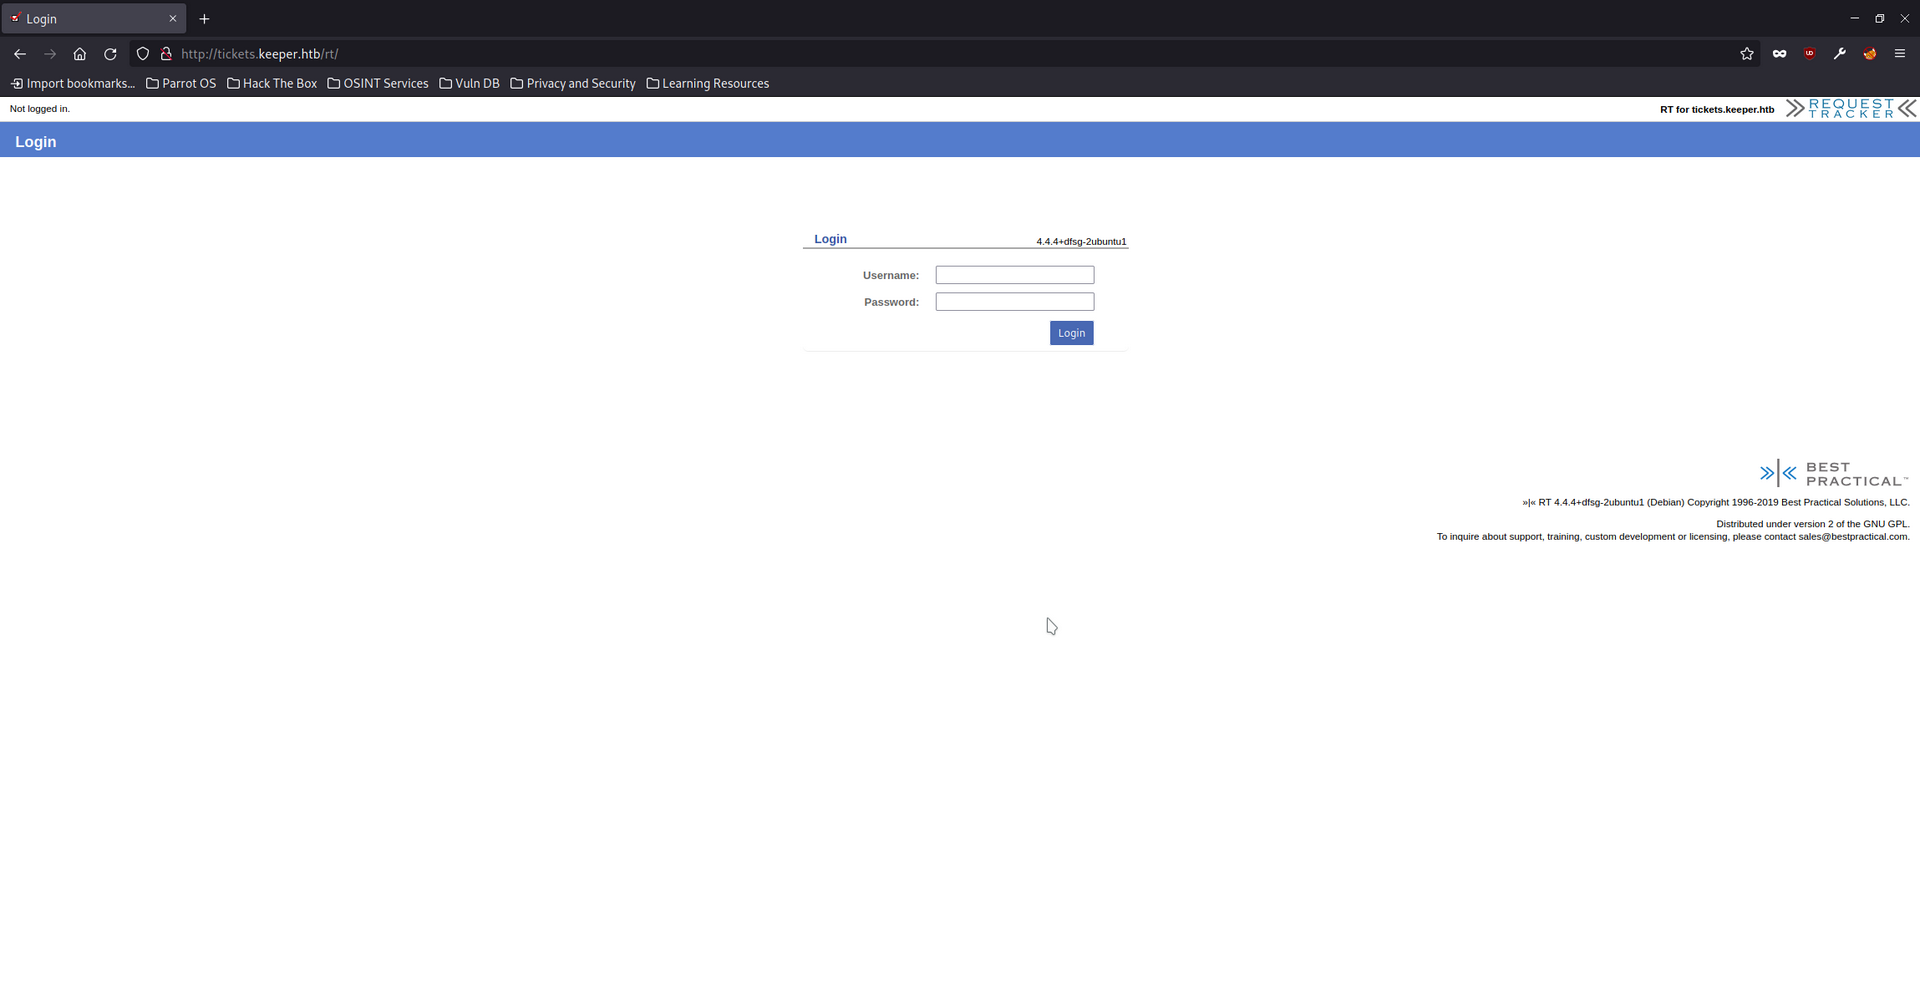 Login
http://tickets.keeper.htb/rt/
Import bookmarks... Parrot OS Hack The Box OSINT Services Vuln DB Privacy and Security Learning Resources
Not logged in.
RT for tickets.keeper.htb
REQUEST
TRACKER
Login
Login 4.4.4+dfsg-2ubuntu1
Username:
Password:
Login
BEST
PRACTICAL™
»|« RT 4.4.4+dfsg-2ubuntu1 (Debian) Copyright 1996-2019 Best Practical Solutions, LLC.
Distributed under version 2 of the GNU GPL.
To inquire about support, training, custom development or licensing, please contact sales@bestpractical.com.